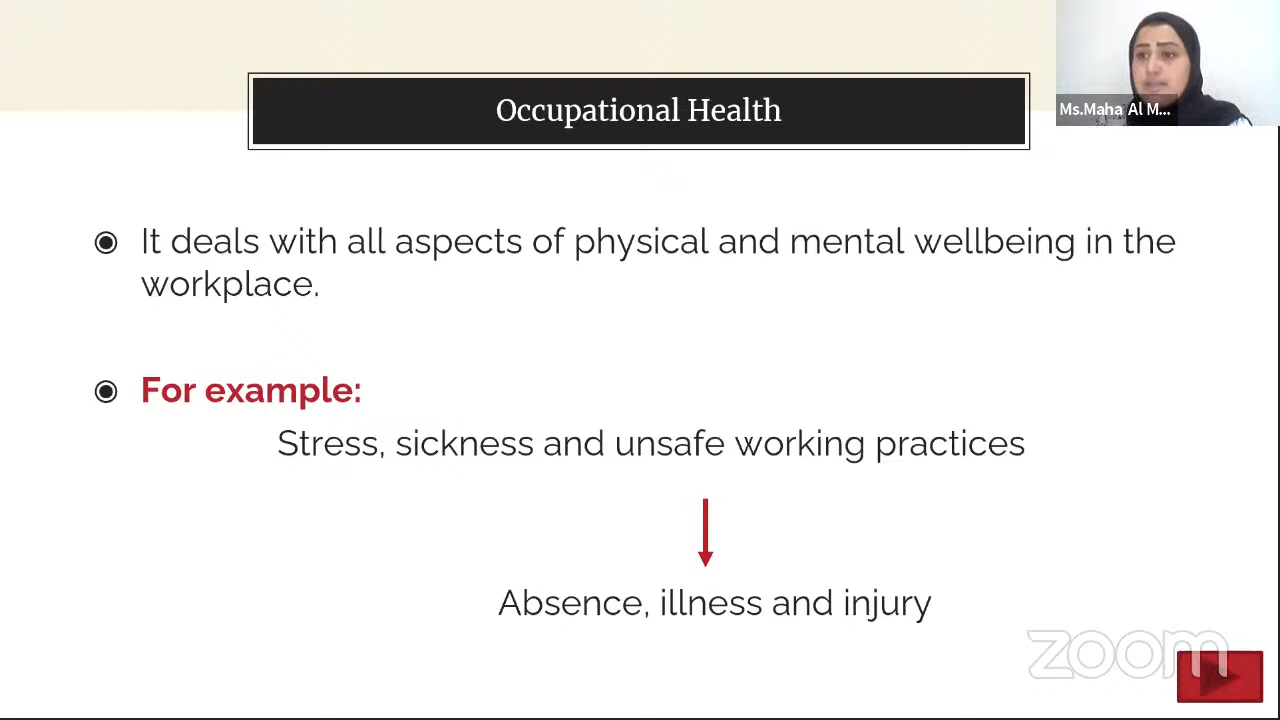 Occupational Health
Ms.Maha Al M...
It deals with all aspects of physical and mental wellbeing in the
workplace.
For example:
Stress, sickness and unsafe working practices
Absence, illness and injury
zoom